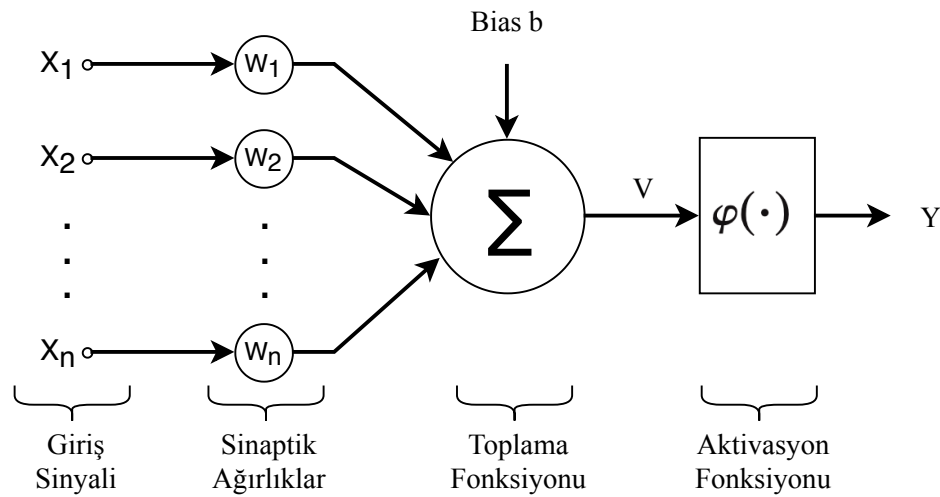 Bias b
X1
W1
X2
W2
Σ
V
φ(·)
Y
.
.
.
.
.
.
Xn
Wn
Giriş
Sinyali
Sinaptik
Ağırlıklar
Toplama
Fonksiyonu
Aktivasyon
Fonksiyonu